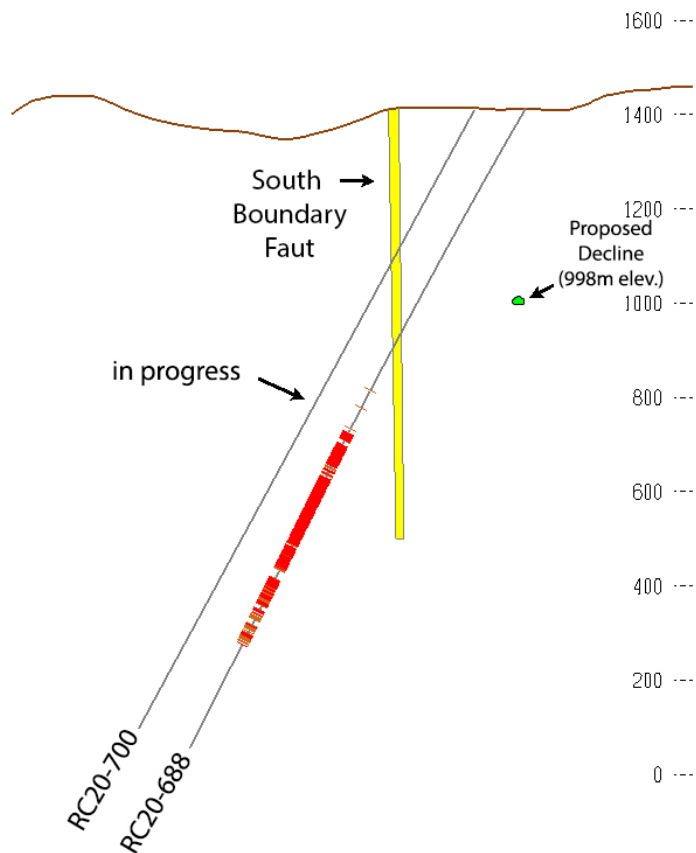 1600
1400
South
Boundary
Faut
1200
Proposed
Decline
(998m elev.)
1000
in progress
800
600
400
200
RC20-700
RC20-688
0